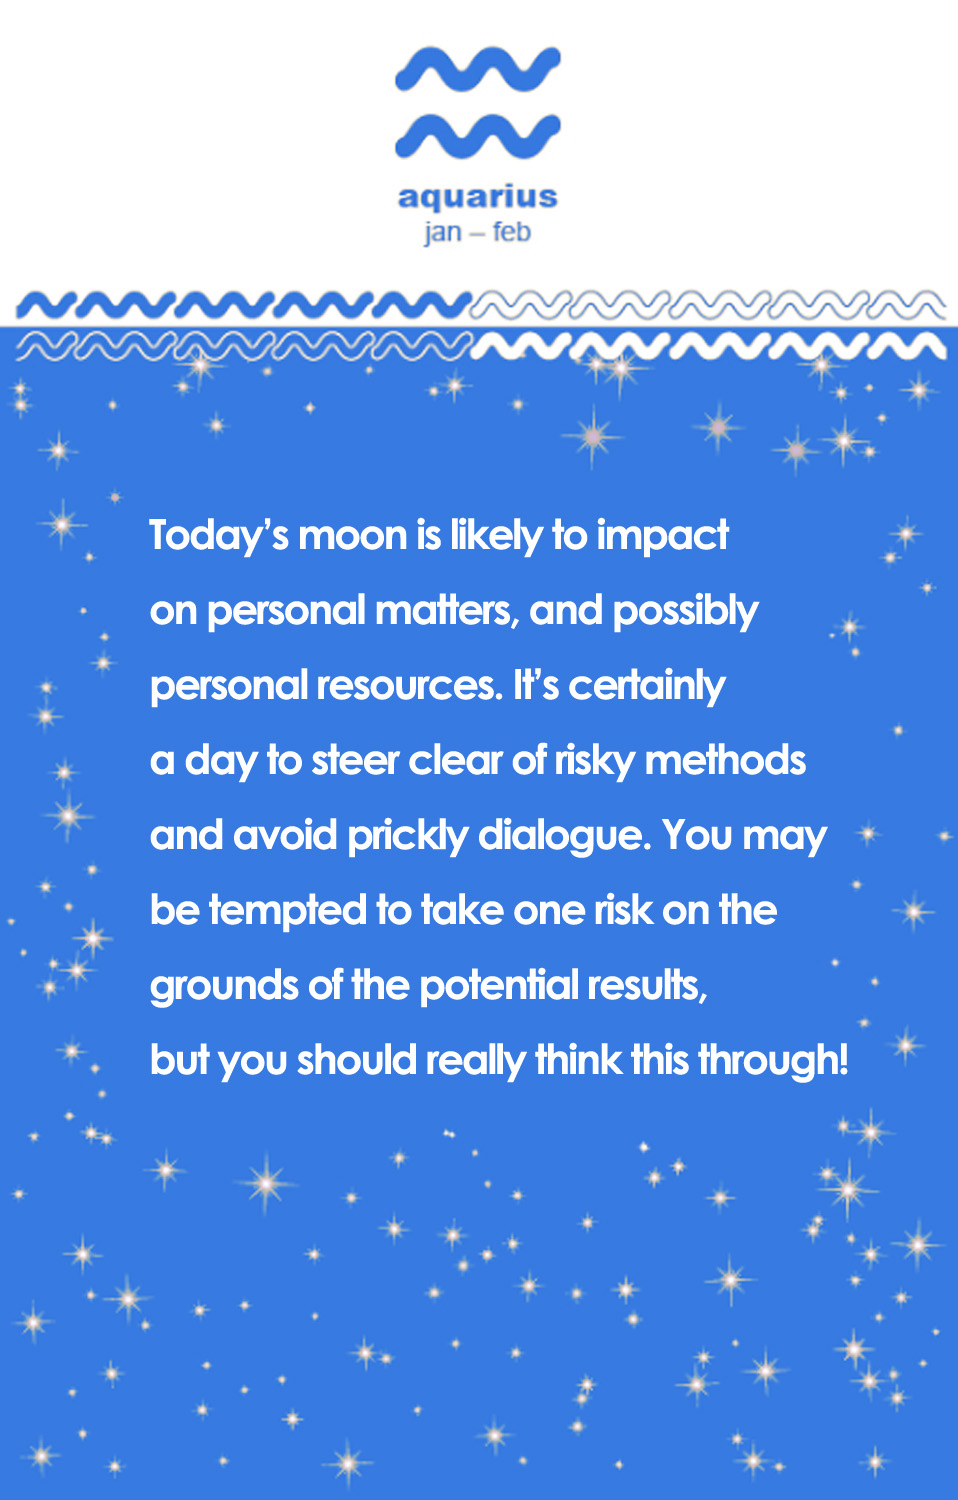 aquarius
jan – feb
Today’s moon is likely to impact
on personal matters, and possibly
personal resources. It’s certainly
a day to steer clear of risky methods
and avoid prickly dialogue. You may
be tempted to take one risk on the
grounds of the potential results,
but you should really think this through!